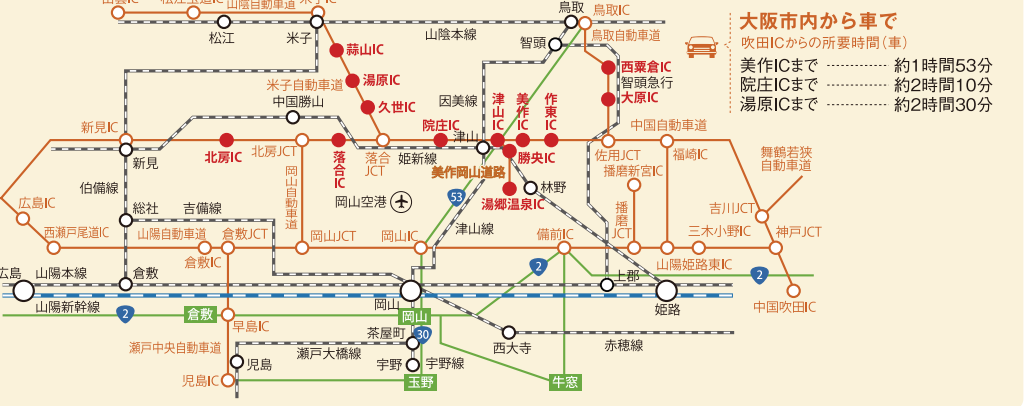 米子自動車道
山陰自動車道
松江
米子
山陰本線
鳥取
鳥取IC
鳥取自動車道
智頭
蒜山IC
湯原IC
久世IC
中国勝山
因美線
西粟倉IC
智頭急行
大原IC
大阪市内から車で
吹田ICからの所要時間(車)
美作ICまで 約1時間53分
院庄ICまで 約2時間10分
湯原ICまで 約2時間30分
新見IC
新見
北房IC
北房JCT
落合IC
落合JCT
姫新線
院庄IC
津山
津山IC
美作IC
作東IC
勝央IC
美作岡山道路
湯郷温泉IC
林野
中国自動車道
佐用JCT
福崎IC
播磨新宮IC
播磨JCT
舞鶴若狭
自動車道
吉川JCT
三木小野IC
神戸JCT
中国吹田IC
山陽姫路東IC
広島IC
西瀬戸尾道IC
伯備線
総社
吉備線
岡山自動車道
岡山空港
53
津山線
山陽自動車道
倉敷IC
倉敷JCT
岡山JCT
岡山IC
備前IC
2
上郡
2
姫路
広島
山陽本線
倉敷
山陽新幹線
2
倉敷
早島IC
瀬戸中央自動車道
児島IC
児島
瀬戸大橋線
岡山
岡山
茶屋町
30
宇野
宇野線
玉野
西大寺
赤穂線
牛窓